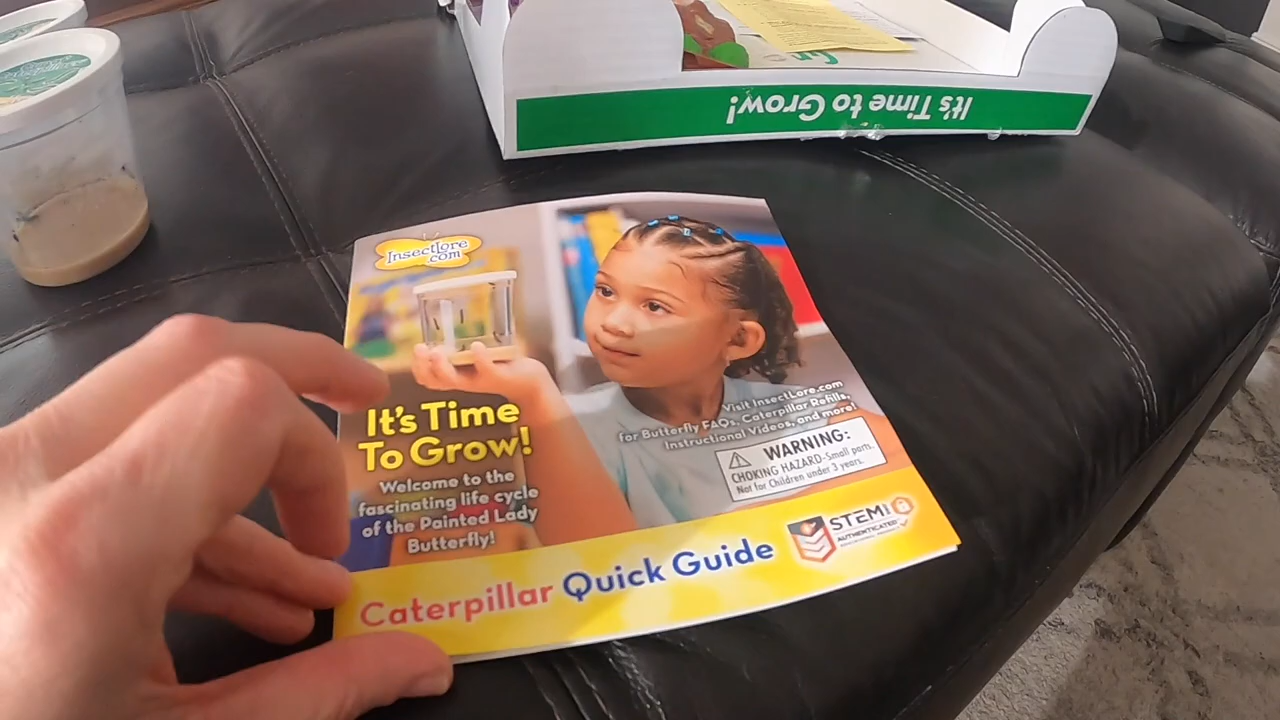 It's Time to Grow!
InsectLore
.com
It's Time
To Grow!
Welcome to the
fascinating life cycle
of the Painted Lady
Butterfly!
Visit InsectLore.com
for Butterfly FAQs, Caterpillar Refills,
Instructional Videos, and more!
WARNING:
CHOKING HAZARD-Small parts.
Not for Children under 3 years.
STEM
AUTHENTICATED
Caterpillar Quick Guide